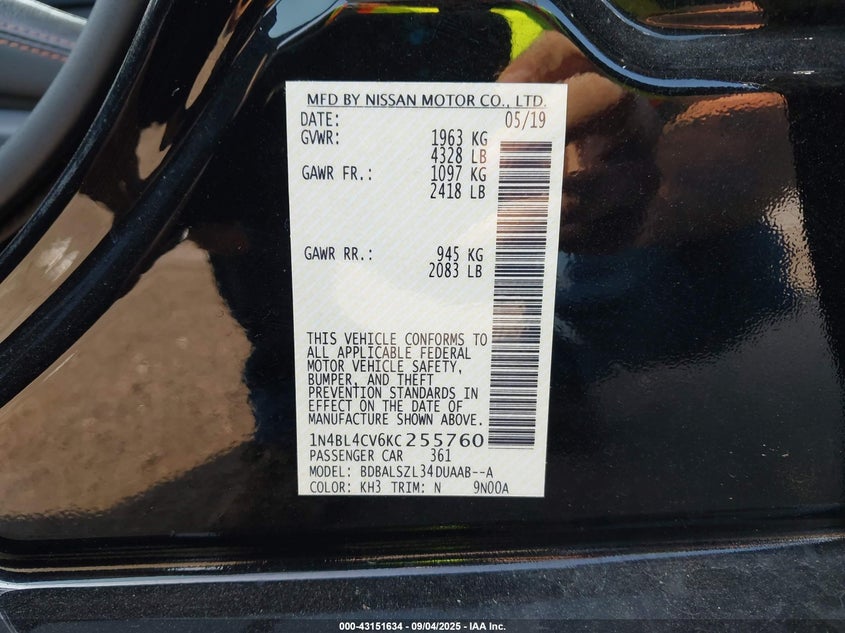 MFD BY NISSAN MOTOR CO., LTD.
DATE: 05/19
GVWR: 1963 KG
4328 LB
GAWR FR.: 1097 KG
2418 LB
GAWR RR.: 945 KG
2083 LB
THIS VEHICLE CONFORMS TO
ALL APPLICABLE FEDERAL
MOTOR VEHICLE SAFETY,
BUMPER, AND THEFT
PREVENTION STANDARDS IN
EFFECT ON THE DATE OF
MANUFACTURE SHOWN ABOVE.
1N4BL4CV6KC255760
PASSENGER CAR 361
MODEL: BDBALSZL34DUAAB--A
COLOR: KH3 TRIM: N 9N00A
000-43151634 - 09/04/2025 - IAA Inc.